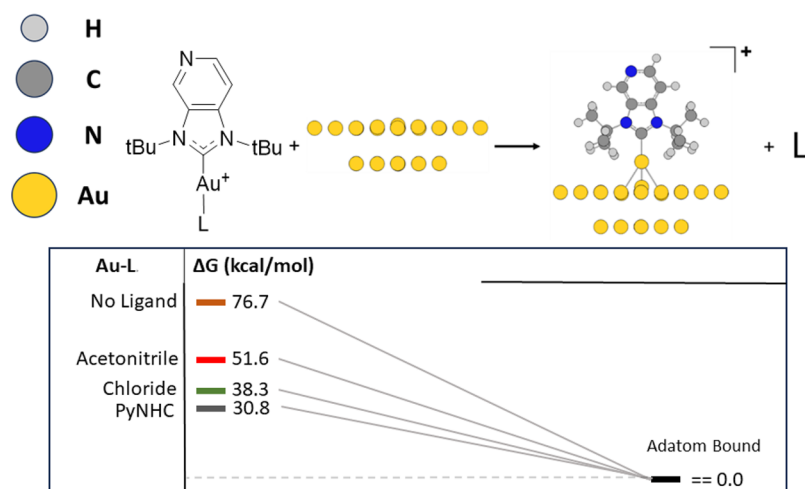 H
C
N
Au
N
tBu
N
N
tBu
Au+
L
+
+
+ L
Au-L
ΔG (kcal/mol)
No Ligand
76.7
Acetonitrile
51.6
Chloride
38.3
PyNHC
30.8
Adatom Bound
== 0.0